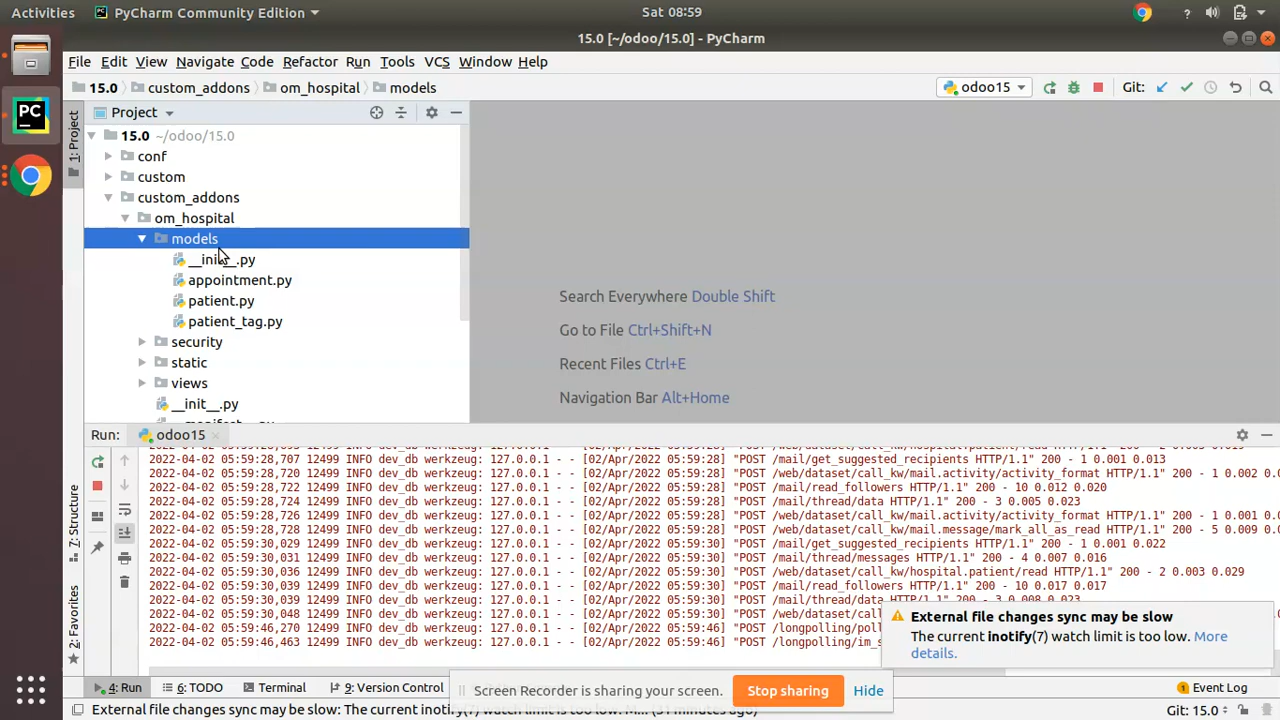 Activities PyCharm Community Edition Sat 08:59 ?
15.0 [~/odoo/15.0] - PyCharm
PC
File Edit View Navigate Code Refactor Run Tools VCS Window Help
15.0 custom_addons om_hospital models odoo15 Git:
1: Project
Project
15.0 ~/odoo/15.0
conf
custom
custom_addons
om_hospital
models
appointment.py
patient.py
patient_tag.py
security
static
views
__init__.py
Search Everywhere Double Shift
Go to File Ctrl+Shift+N
Recent Files Ctrl+E
Navigation Bar Alt+Home
Run: odoo15
7: Structure
2: Favorites
2022-04-02 05:59:28,707 12499 INFO dev_db werkzeug: 127.0.0.1 - - [02/Apr/2022 05:59:28] "POST /mail/get_suggested_recipients HTTP/1.1" 200 - 1 0.001 0.013
2022-04-02 05:59:28,720 12499 INFO dev_db werkzeug: 127.0.0.1 - - [02/Apr/2022 05:59:28] "POST /web/dataset/call_kw/mail.activity/activity_format HTTP/1.1" 200 - 1 0.002 0.0
2022-04-02 05:59:28,722 12499 INFO dev_db werkzeug: 127.0.0.1 - - [02/Apr/2022 05:59:28] "POST /mail/read_followers HTTP/1.1" 200 - 10 0.012 0.020
2022-04-02 05:59:28,724 12499 INFO dev_db werkzeug: 127.0.0.1 - - [02/Apr/2022 05:59:28] "POST /mail/thread/data HTTP/1.1" 200 - 3 0.005 0.023
2022-04-02 05:59:28,726 12499 INFO dev_db werkzeug: 127.0.0.1 - - [02/Apr/2022 05:59:28] "POST /web/dataset/call_kw/mail.activity/activity_format HTTP/1.1" 200 - 1 0.001 0.0
2022-04-02 05:59:28,728 12499 INFO dev_db werkzeug: 127.0.0.1 - - [02/Apr/2022 05:59:28] "POST /web/dataset/call_kw/mail.message/mark_all_as_read HTTP/1.1" 200 - 5 0.009 0.0
2022-04-02 05:59:30,029 12499 INFO dev_db werkzeug: 127.0.0.1 - - [02/Apr/2022 05:59:30] "POST /mail/get_suggested_recipients HTTP/1.1" 200 - 1 0.001 0.022
2022-04-02 05:59:30,031 12499 INFO dev_db werkzeug: 127.0.0.1 - - [02/Apr/2022 05:59:30] "POST /mail/thread/messages HTTP/1.1" 200 - 4 0.007 0.016
2022-04-02 05:59:30,036 12499 INFO dev_db werkzeug: 127.0.0.1 - - [02/Apr/2022 05:59:30] "POST /web/dataset/call_kw/hospital.patient/read HTTP/1.1" 200 - 2 0.003 0.029
2022-04-02 05:59:30,039 12499 INFO dev_db werkzeug: 127.0.0.1 - - [02/Apr/2022 05:59:30] "POST /mail/read_followers HTTP/1.1" 200 - 10 0.017 0.017
2022-04-02 05:59:30,039 12499 INFO dev_db werkzeug: 127.0.0.1 - - [02/Apr/2022 05:59:30] "POST /mail/thread/data HTTP/1.1" 200 - 3 0.008 0.023
2022-04-02 05:59:30,048 12499 INFO dev_db werkzeug: 127.0.0.1 - - [02/Apr/2022 05:59:30] "POST /web/dataset/call
2022-04-02 05:59:46,270 12499 INFO dev_db werkzeug: 127.0.0.1 - - [02/Apr/2022 05:59:46] "POST /longpolling/pol
2022-04-02 05:59:46,463 12499 INFO dev_db werkzeug: 127.0.0.1 - - [02/Apr/2022 05:59:46] "POST /longpolling/im_s
External file changes sync may be slow
The current inotify(7) watch limit is too low. More
details.
4: Run 6: TODO Terminal 9: Version Control 1 Event Log
Screen Recorder is sharing your screen. Stop sharing Hide
External file changes sync may be slow: The current inotify(7) watch limit is too low. M... (31 minutes ago) Git: 15.0